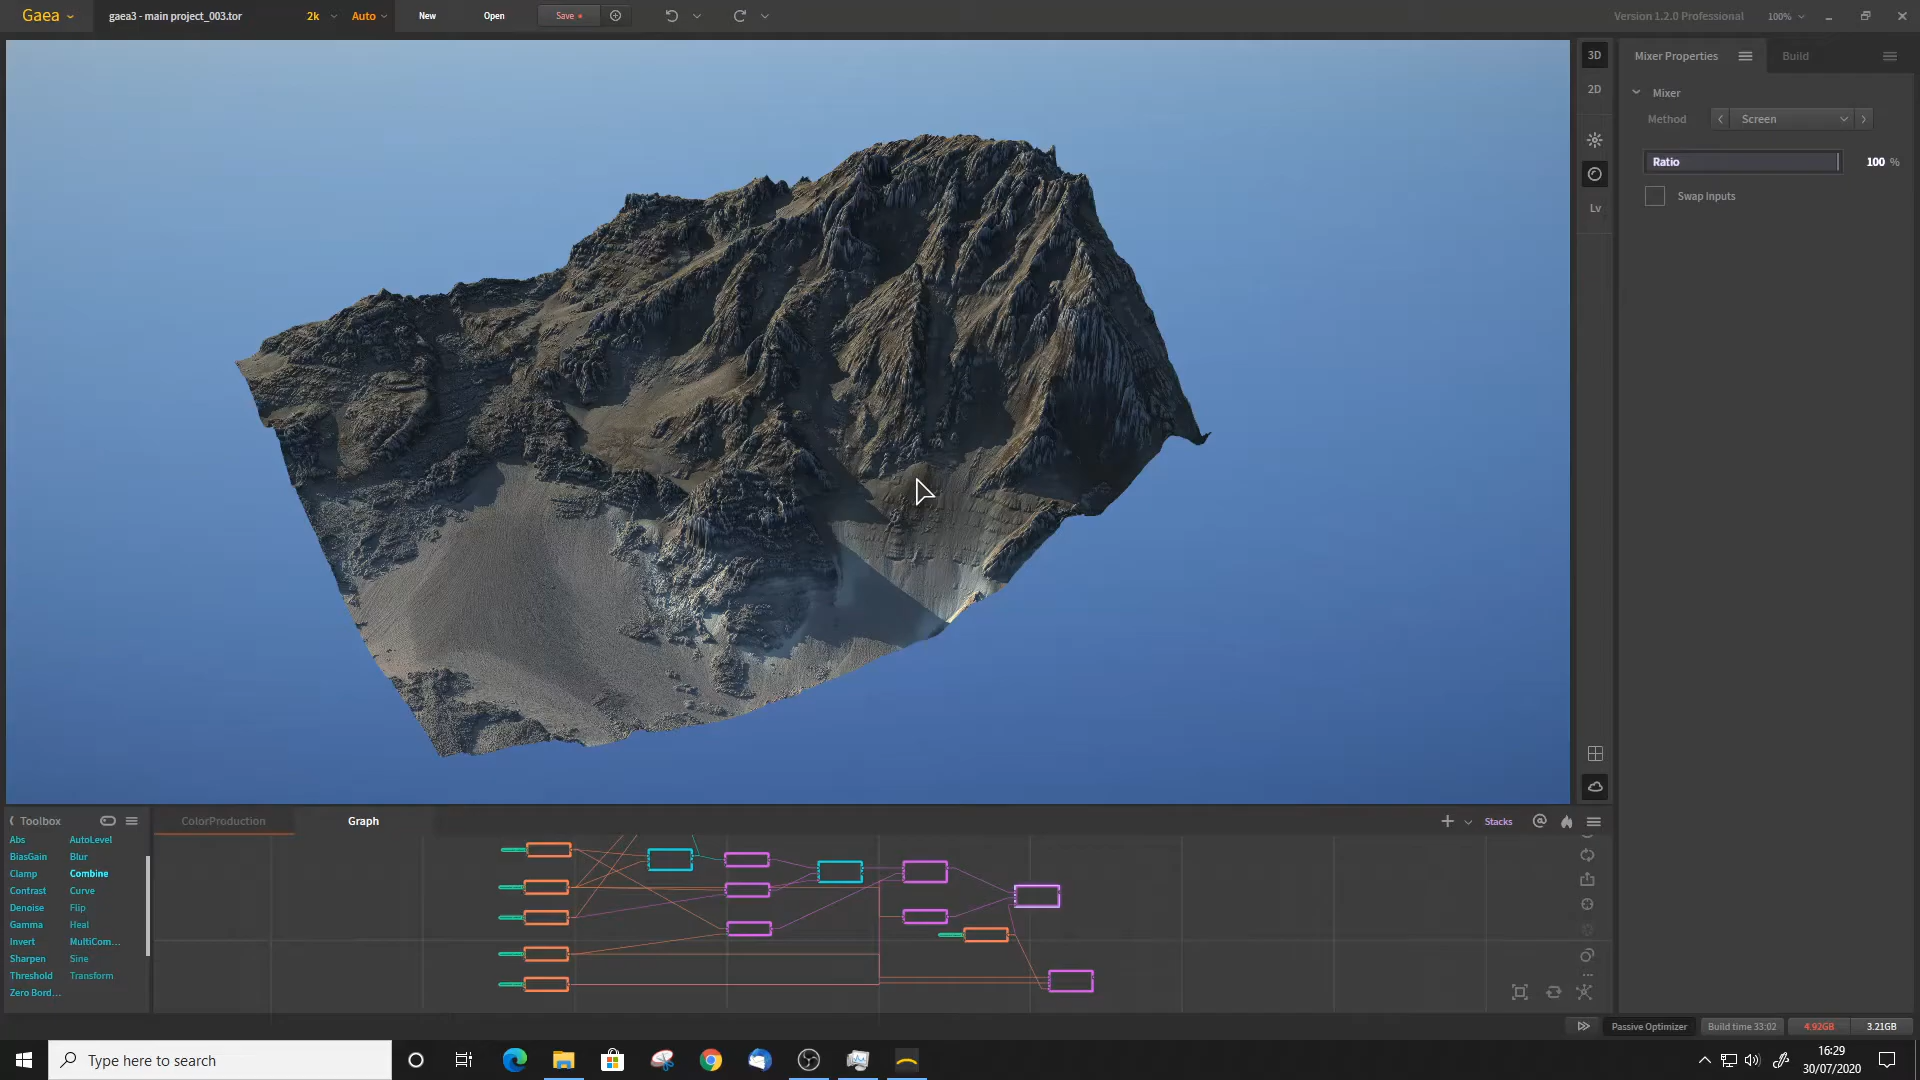 Gaea
gaea3 - main project_003.tor
2k
Auto
New
Open
Save
Version 1.2.0 Professional
100%
3D
2D
Lv
Mixer Properties
Build
Mixer
Method
Screen
Ratio
100 %
Swap Inputs
Toolbox
Abs AutoLevel
BiasGain Blur
Clamp Combine
Contrast Curve
Denoise Flip
Gamma Heal
Invert MultiCom...
Sharpen Sine
Threshold Transform
Zero Bord...
ColorProduction
Graph
Stacks
Passive Optimizer
Build time 33:02
4.92GB
3.21GB
Type here to search
16:29
30/07/2020